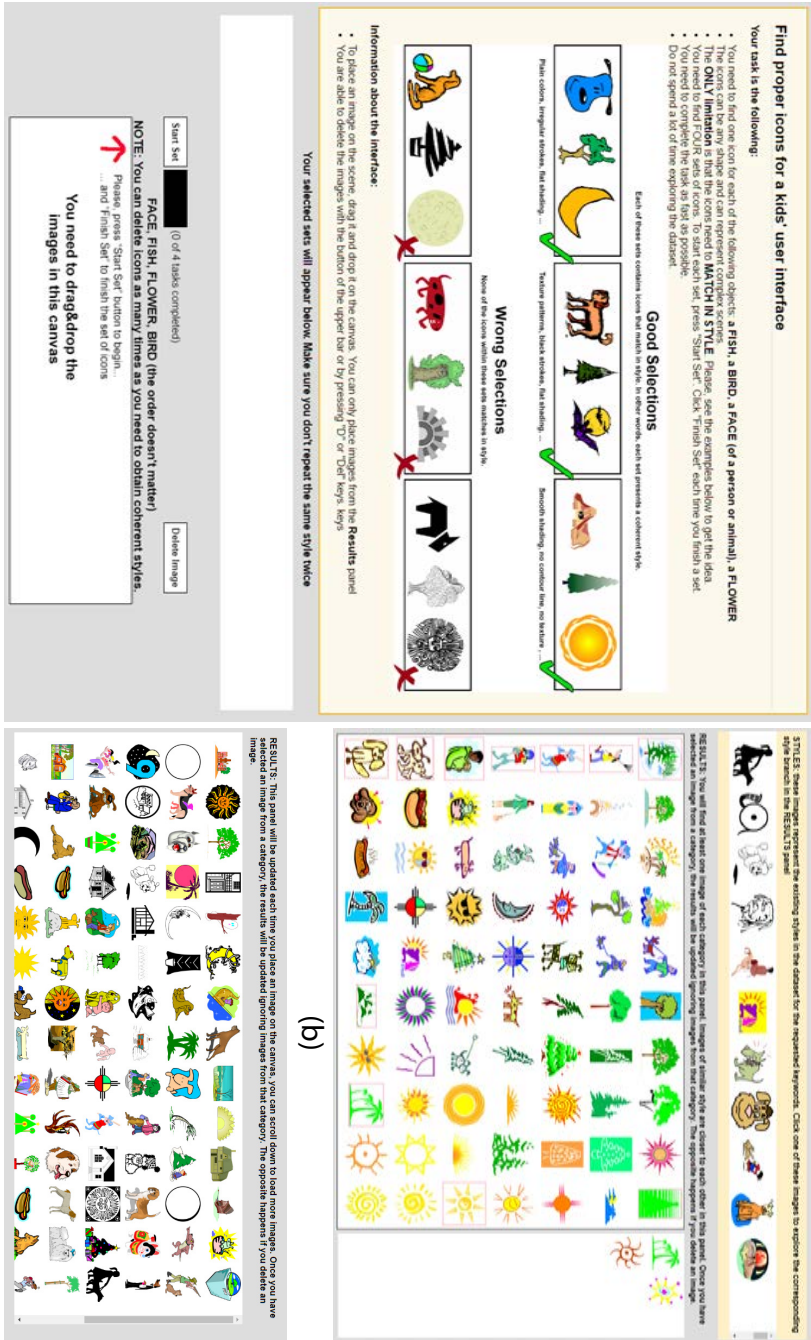 Find proper icons for a kids' user interface
Your task is the following:
• You need to find one icon for each of the following objects: a FISH, a BIRD, a FACE (of a person or animal), a FLOWER
• The icons can be any shape and can represent complex scenes.
• The ONLY limitation is that the icons need to MATCH IN STYLE. Please, see the examples below to get the idea.
• You need to find FOUR sets of icons. To start each set, press "Start Set". Click "Finish Set" each time you finish a set.
• You need to complete the task as fast as possible.
• Do not spend a lot of time exploring the dataset.
Good Selections
Each of these sets contains icons that match in style. In other words, each set presents a coherent style.
Plain colors, irregular strokes, flat shading, ...
Texture patterns, black strokes, flat shading, ...
Smooth shading, no contour line, no texture , ...
Wrong Selections
None of the icons within these sets matches in style.
Information about the interface:
• To place an image on the scene, drag it and drop it on the canvas. You can only place images from the Results panel
• You are able to delete the images with the button of the upper bar or by pressing "D" or "Del" keys. keys
Your selected sets will appear below. Make sure you don't repeat the same style twice
Start Set
(0 of 4 tasks completed)
Delete Image
FACE, FISH, FLOWER, BIRD (the order doesn't matter)
NOTE: You can delete icons as many times as you need to obtain coherent styles.
Please, press "Start Set" button to begin...
... and "Finish Set" to finish the set of icons
You need to drag&drop the
images in this canvas
STYLES: these images represent the existing styles in the dataset for the requested keywords. Click one of these images to explore the corresponding
style branch in the RESULTS panel
RESULTS: You will find at least one image of each category in this panel. Images of similar style are closer to each other in this panel. Once you have
selected an image from a category, the results will be updated ignoring images from that category. The opposite happens if you delete an image.
(b)
RESULTS: This panel will be updated each time you place an image on the canvas, you can scroll down to load more images. Once you have
selected an image from a category, the results will be updated ignoring images from that category. The opposite happens if you delete an
image.